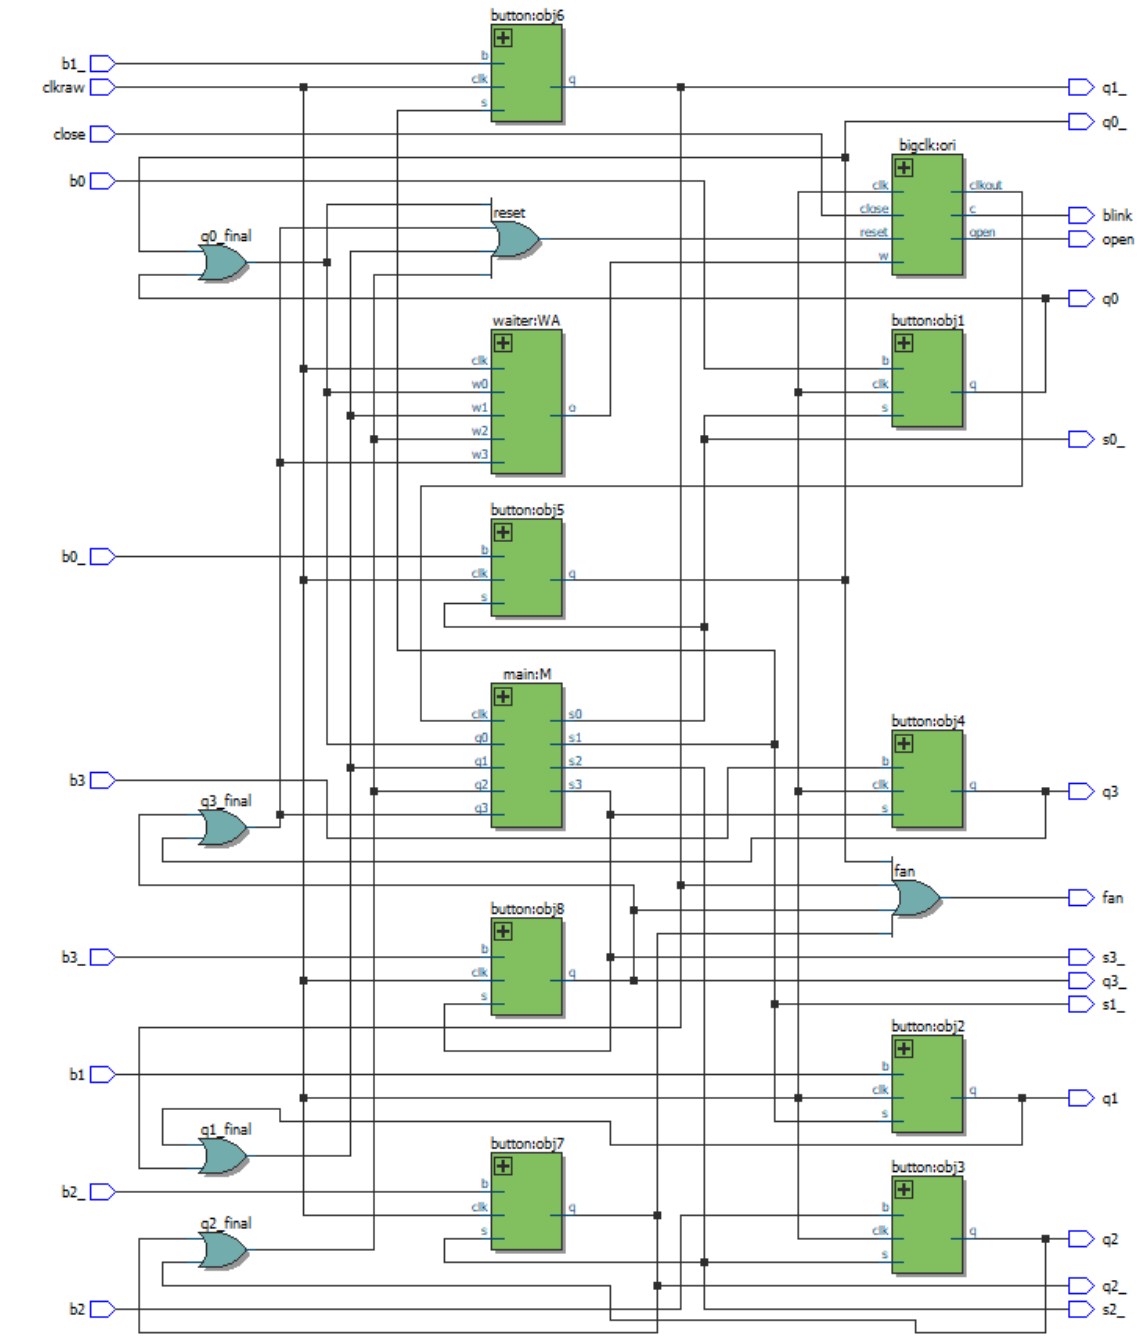 button:obj6
b1_
b
clkraw
clk
q
q1_
s
q0_
close
bigclk:ori
b0
clk
clkout
close
c
blink
reset
q0_final
reset
open
open
w
q0
waiter:WA
button:obj1
clk
b
w0
clk
q
w1
o
s
w2
s0_
w3
button:obj5
b0_
b
clk
q
s
main:M
clk
s0
button:obj4
q0
s1
q1
s2
b
b3
q2
s3
clk
q
q3
q3_final
q3
s
fan
fan
button:obj8
b3_
b
s3_
clk
q
q3_
s
s1_
button:obj2
b1
b
clk
q
q1
q1_final
s
button:obj7
button:obj3
b2_
b
clk
q
b
q2_final
s
clk
q
q2
s
q2_
b2
s2_